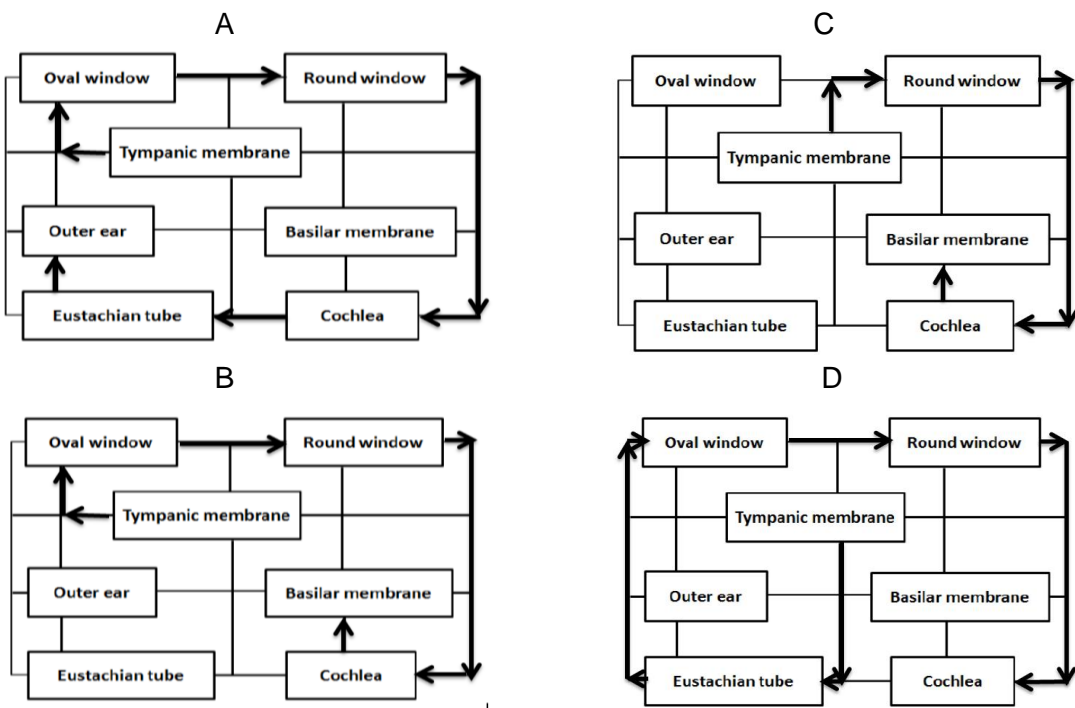 A
Oval window
Round window
Tympanic membrane
Outer ear
Basilar membrane
Eustachian tube
Cochlea
C
Oval window
Round window
Tympanic membrane
Outer ear
Basilar membrane
Eustachian tube
Cochlea
B
Oval window
Round window
Tympanic membrane
Outer ear
Basilar membrane
Eustachian tube
Cochlea
D
Oval window
Round window
Tympanic membrane
Outer ear
Basilar membrane
Eustachian tube
Cochlea